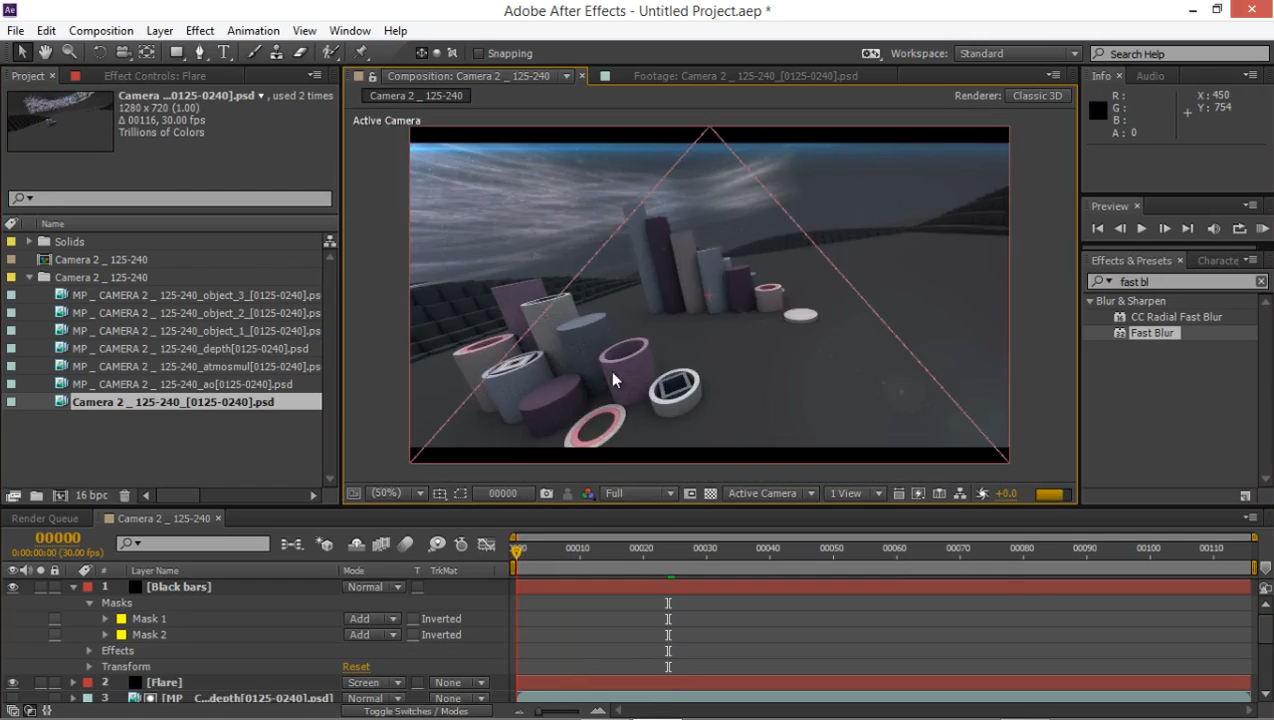 Adobe After Effects - Untitled Project.aep *
File Edit Composition Layer Effect Animation View Window Help
Snapping Workspace: Standard Search Help
Project Effect Controls: Flare Composition: Camera 2 _ 125-240 Footage: Camera 2 _ 125-240_[0125-0240].psd Info Audio
Camera ...0125-0240].psd, used 2 times
1280 x 720 (1.00)
Δ 00116, 30.00 fps
Trillions of Colors
Camera 2 _ 125-240 Renderer: Classic 3D
Active Camera
R: X: 450
G: Y: 754
B:
A: 0
Preview
Name
Solids
Camera 2 _ 125-240
Camera 2 _ 125-240
MP _ CAMERA 2 _ 125-240_object_3_[0125-0240].ps
MP _ CAMERA 2 _ 125-240_object_2_[0125-0240].ps
MP _ CAMERA 2 _ 125-240_object_1_[0125-0240].ps
MP _ CAMERA 2 _ 125-240_depth[0125-0240].psd
MP _ CAMERA 2 _ 125-240_atmosmul[0125-0240].ps
MP _ CAMERA 2 _ 125-240_ao[0125-0240].psd
Camera 2 _ 125-240_[0125-0240].psd
Effects & Presets Characte
fast bl
Blur & Sharpen
CC Radial Fast Blur
Fast Blur
16 bpc
(50%) 00000 Full Active Camera 1 View +0.0
Render Queue Camera 2 _ 125-240
00000
0:00:00:00 (30.00 fps)
00010 00020 00030 00040 00050 00060 00070 00080 00090 00100 00110
# Layer Name Mode T TrkMat
1 [Black bars] Normal
Masks
Mask 1 Add Inverted
Mask 2 Add Inverted
Effects
Transform Reset
2 [Flare] Screen None
3 [MP _ C...depth[0125-0240].psd] Normal None
Toggle Switches / Modes